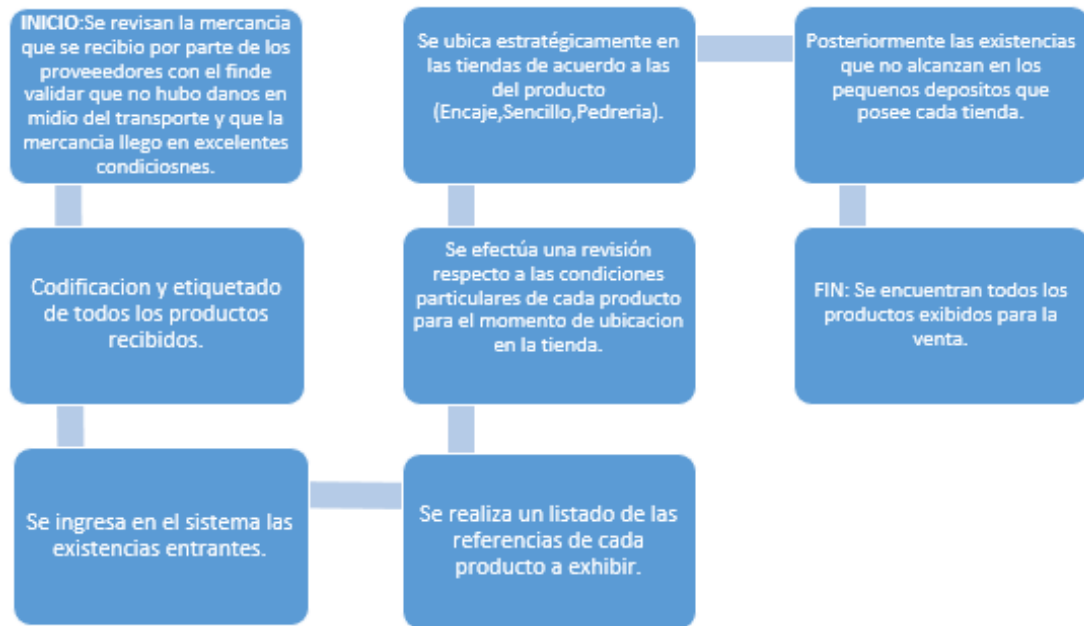 INICIO:Se revisan la mercancia
que se recibio por parte de los
proveeedores con el finde
validar que no hubo danos en
midio del transporte y que la
mercancia llego en excelentes
condiciosnes.
Codificacion y etiquetado
de todos los productos
recibidos.
Se ingresa en el sistema las
existencias entrantes.
Se realiza un listado de las
referencias de cada
producto a exhibir.
Se efectúa una revisión
respecto a las condiciones
particulares de cada producto
para el momento de ubicacion
en la tienda.
Se ubica estratégicamente en
las tiendas de acuerdo a las
del producto
(Encaje,Sencillo,Pedreria).
Posteriormente las existencias
que no alcanzan en los
pequenos depositos que
posee cada tienda.
FIN: Se encuentran todos los
productos exibidos para la
venta.